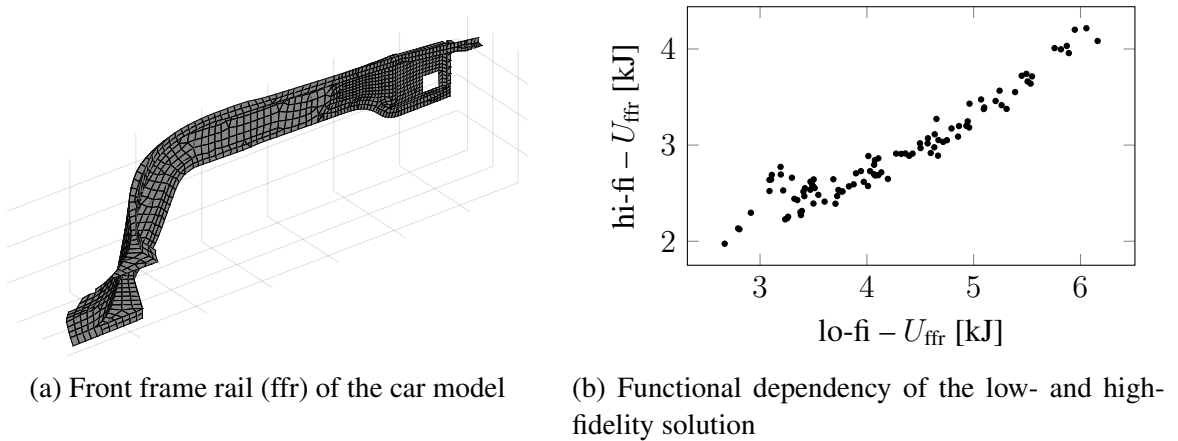 4
3
2
hi-fi – U_ffr [kJ]
3 4 5 6
lo-fi – U_ffr [kJ]
(a) Front frame rail (ffr) of the car model
(b) Functional dependency of the low- and high-
fidelity solution